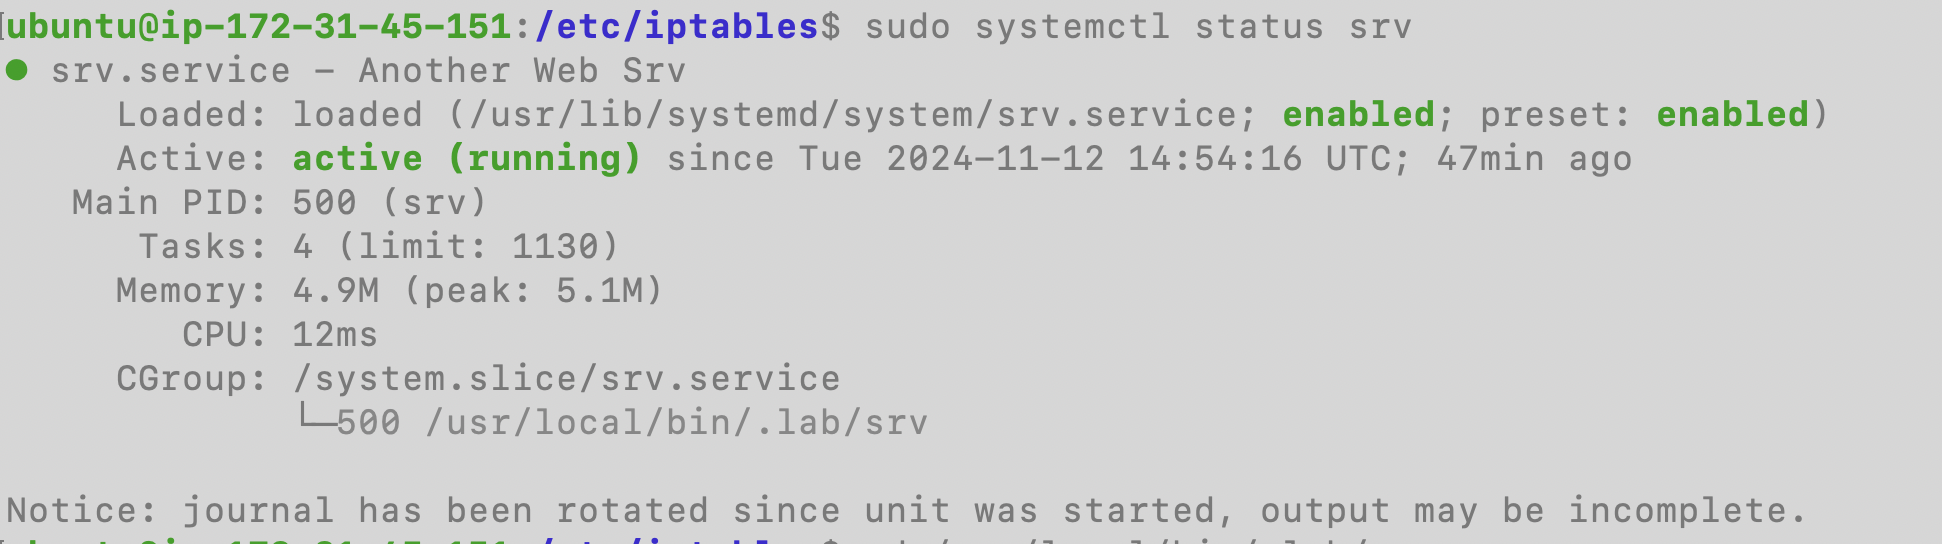 ubuntu@ip-172-31-45-151:/etc/iptables$ sudo systemctl status srv
● srv.service - Another Web Srv
Loaded: loaded (/usr/lib/systemd/system/srv.service; enabled; preset: enabled)
Active: active (running) since Tue 2024-11-12 14:54:16 UTC; 47min ago
Main PID: 500 (srv)
Tasks: 4 (limit: 1130)
Memory: 4.9M (peak: 5.1M)
CPU: 12ms
CGroup: /system.slice/srv.service
└─500 /usr/local/bin/.lab/srv
Notice: journal has been rotated since unit was started, output may be incomplete.